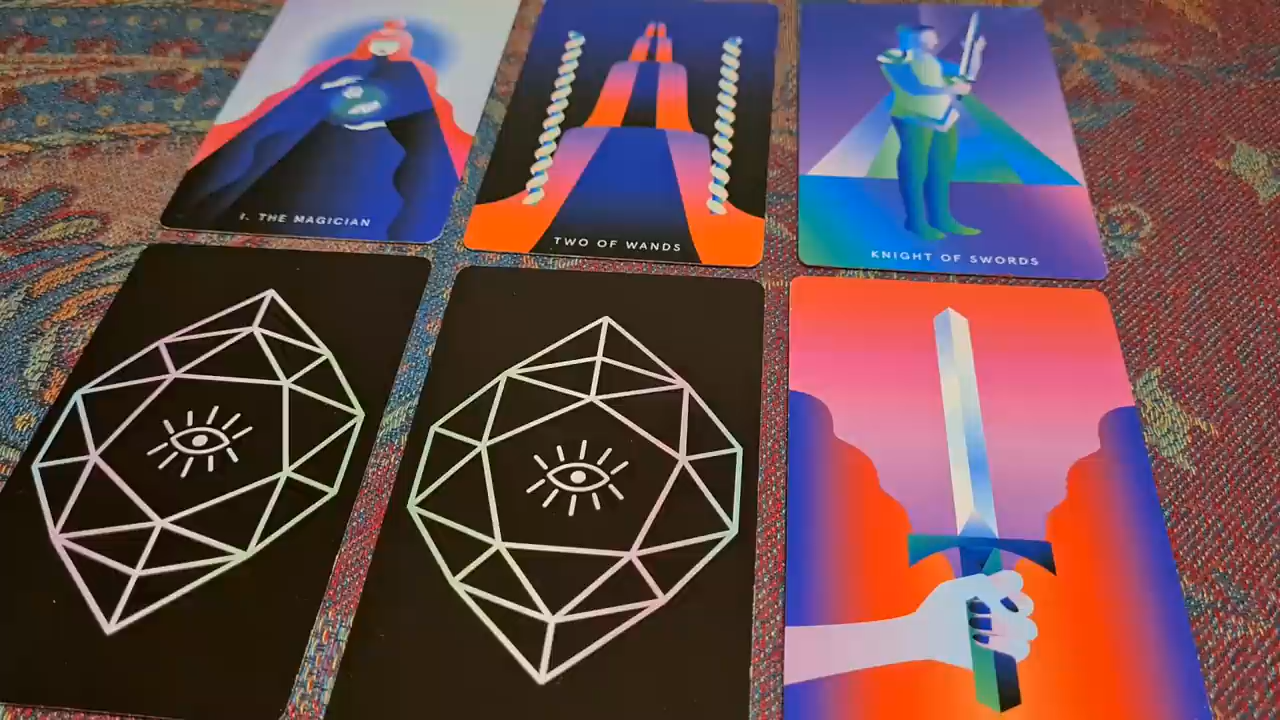 I. THE MAGICIAN
TWO OF WANDS
KNIGHT OF SWORDS